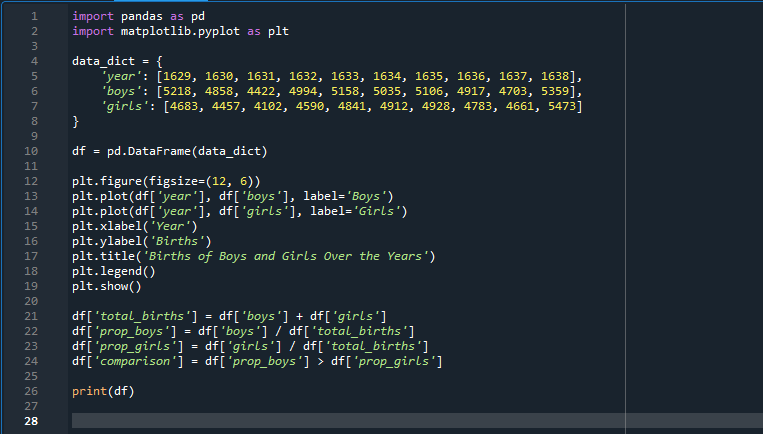 1 import pandas as pd
2 import matplotlib.pyplot as plt
3
4 data_dict = {
5     'year': [1629, 1630, 1631, 1632, 1633, 1634, 1635, 1636, 1637, 1638],
6     'boys': [5218, 4858, 4422, 4994, 5158, 5035, 5106, 4917, 4703, 5359],
7     'girls': [4683, 4457, 4102, 4590, 4841, 4912, 4928, 4783, 4661, 5473]
8 }
9
10 df = pd.DataFrame(data_dict)
11
12 plt.figure(figsize=(12, 6))
13 plt.plot(df['year'], df['boys'], label='Boys')
14 plt.plot(df['year'], df['girls'], label='Girls')
15 plt.xlabel('Year')
16 plt.ylabel('Births')
17 plt.title('Births of Boys and Girls Over the Years')
18 plt.legend()
19 plt.show()
20
21 df['total_births'] = df['boys'] + df['girls']
22 df['prop_boys'] = df['boys'] / df['total_births']
23 df['prop_girls'] = df['girls'] / df['total_births']
24 df['comparison'] = df['prop_boys'] > df['prop_girls']
25
26 print(df)
27
28